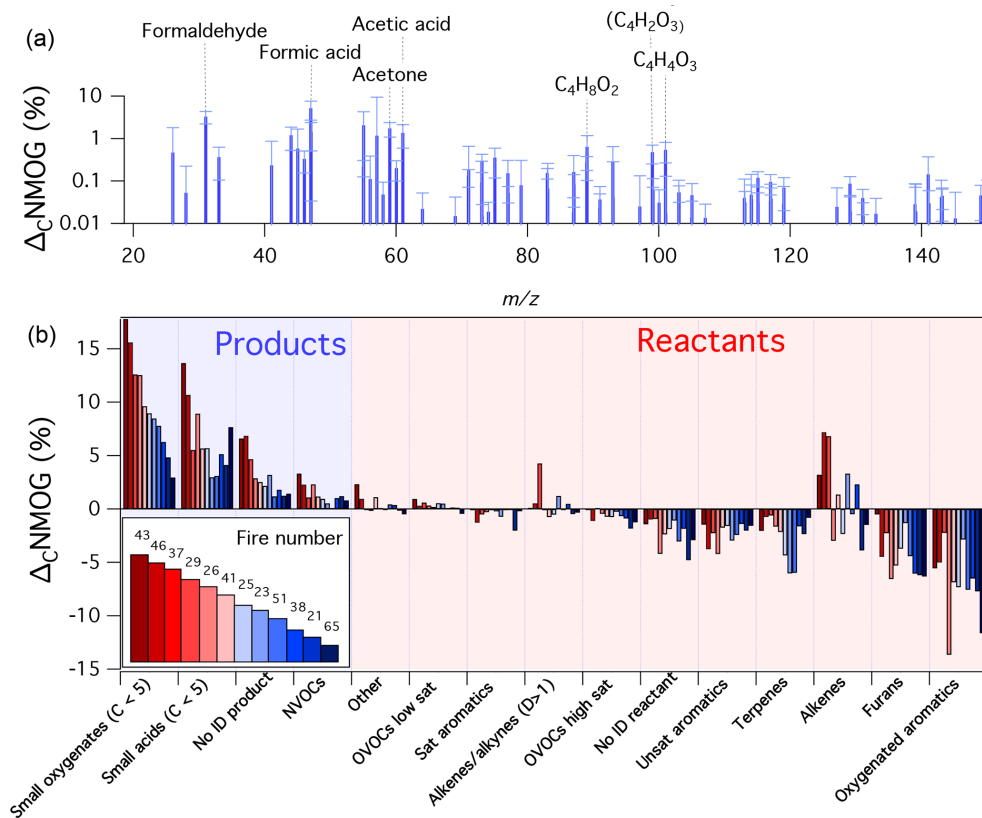 (a)
Formaldehyde
Formic acid
Acetic acid
Acetone
C₄H₈O₂
(C₄H₂O₃)
C₄H₄O₃
Δ_CNMOG (%)
10
1
0.1
0.01
20 40 60 80 100 120 140
m/z
(b)
Products
Reactants
Δ_CNMOG (%)
15
10
5
0
-5
-10
-15
Fire number
43 46 37 29 26 41 25 23 51 38 21 65
Small oxygenates (C < 5)
Small acids (C < 5)
No ID product
NVOCs
Other
OVOCs low sat
Sat aromatics
Alkenes/alkynes (D>1)
OVOCs high sat
No ID reactant
Unsat aromatics
Terpenes
Alkenes
Furans
Oxygenated aromatics